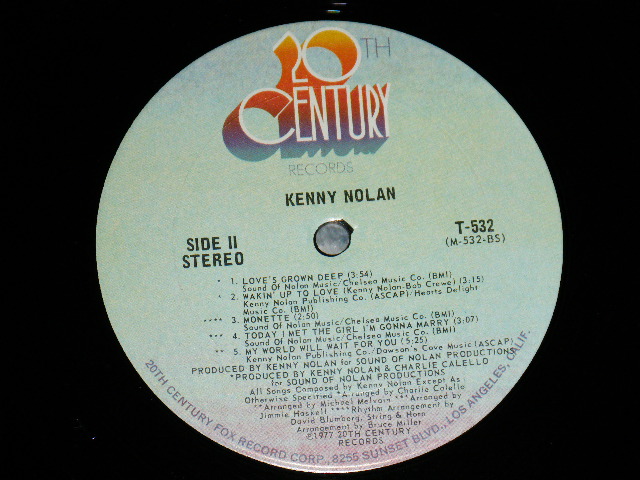 20TH
CENTURY
RECORDS
KENNY NOLAN
SIDE II
STEREO
T-532
(M-532-BS)
* 1. LOVE'S GROWN DEEP (3:54)
Sound Of Nolan Music/Chelsea Music Co. (BMI)
* 2. WAKIN' UP TO LOVE (Kenny Nolan-Bob Crewe) (3:15)
Kenny Nolan Publishing Co. (ASCAP)/Hearts Delight
Music Co. (BMI)
**** 3. MONETTE (2:50)
Sound Of Nolan Music/Chelsea Music Co. (BMI)
*** 4. TODAY I MET THE GIRL I'M GONNA MARRY (3:07)
Sound Of Nolan Music/Chelsea Music Co. (BMI)
** 5. MY WORLD WILL WAIT FOR YOU (5:25)
Kenny Nolan Publishing Co./Dawson's Cove Music (ASCAP)
PRODUCED BY KENNY NOLAN for SOUND OF NOLAN PRODUCTIONS
*PRODUCED BY KENNY NOLAN & CHARLIE CALELLO
for SOUND OF NOLAN PRODUCTIONS
All Songs Composed by Kenny Nolan Except As
Otherwise Specified *Arranged by Charlie Calello
**Arranged by Michael Melvoin ***Arranged by
Jimmie Haskell ****Rhythm Arrangement by
David Blumberg, String & Horn
Arrangement by Bruce Miller
℗1977 20TH CENTURY
RECORDS
20TH CENTURY FOX RECORD CORP., 8255 SUNSET BLVD., LOS ANGELES, CALIF.